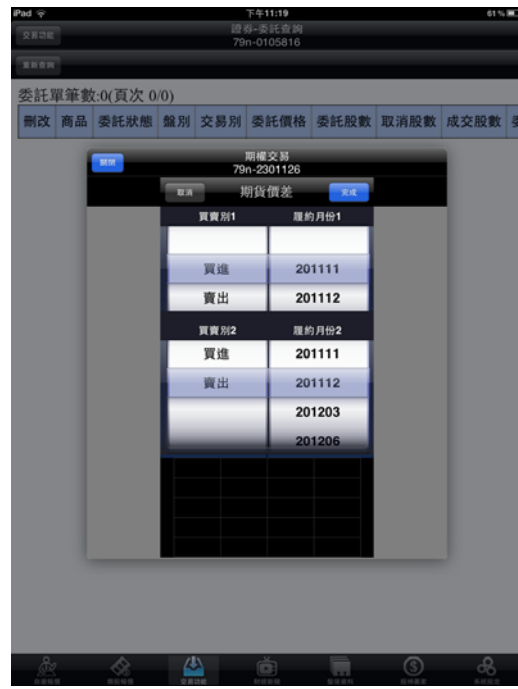 iPad 下午11:19 61 %
交易功能
證券-委託查詢
79n-0105816
重新查詢
委託單筆數:0(頁次 0/0)
刪改 商品 委託狀態 盤別 交易別 委託價格 委託股數 取消股數 成交股數
關閉
期權交易
79n-2301126
取消 期貨價差 完成
買賣別1 履約月份1
買進 201111
賣出 201112
買賣別2 履約月份2
買進 201111
賣出 201112
201203
201206
交易功能